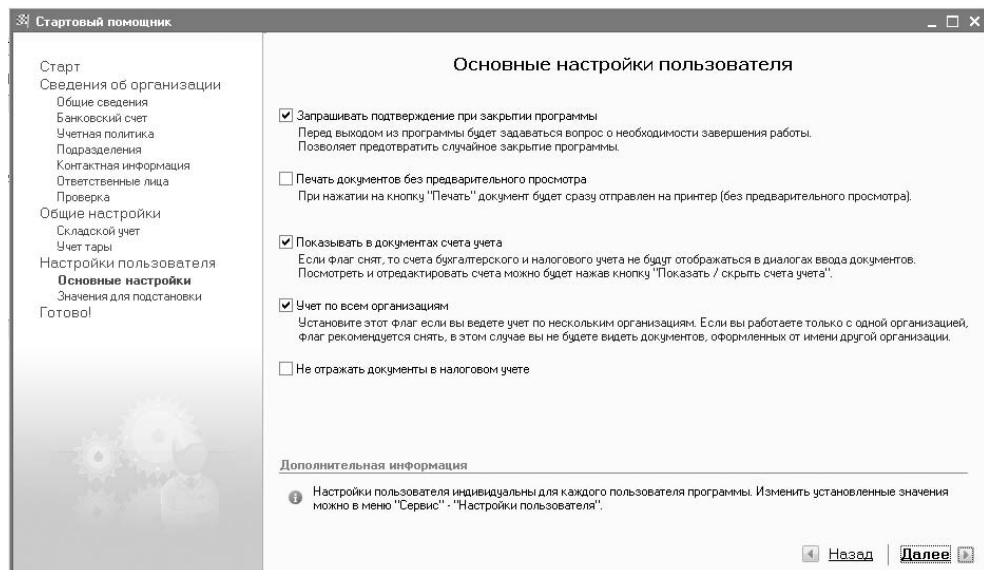 Стартовый помощник
Старт
Сведения об организации
Общие сведения
Банковский счет
Учетная политика
Подразделения
Контактная информация
Ответственные лица
Проверка
Общие настройки
Складской учет
Учет тары
Настройки пользователя
Основные настройки
Значения для подстановки
Готово!
Основные настройки пользователя
Запрашивать подтверждение при закрытии программы
Перед выходом из программы будет задаваться вопрос о необходимости завершения работы.
Позволяет предотвратить случайное закрытие программы.
Печать документов без предварительного просмотра
При нажатии на кнопку "Печать" документ будет сразу отправлен на принтер (без предварительного просмотра).
Показывать в документах счета учета
Если флаг снят, то счета бухгалтерского и налогового учета не будут отображаться в диалогах ввода документов.
Посмотреть и отредактировать счета можно будет нажав кнопку "Показать / скрыть счета учета".
Учет по всем организациям
Установите этот флаг если вы ведете учет по нескольким организациям. Если вы работаете только с одной организацией,
флаг рекомендуется снять, в этом случае вы не будете видеть документов, оформленных от имени другой организации.
Не отражать документы в налоговом учете
Дополнительная информация
Настройки пользователя индивидуальны для каждого пользователя программы. Изменить установленные значения
можно в меню "Сервис" - "Настройки пользователя".
Назад Далее